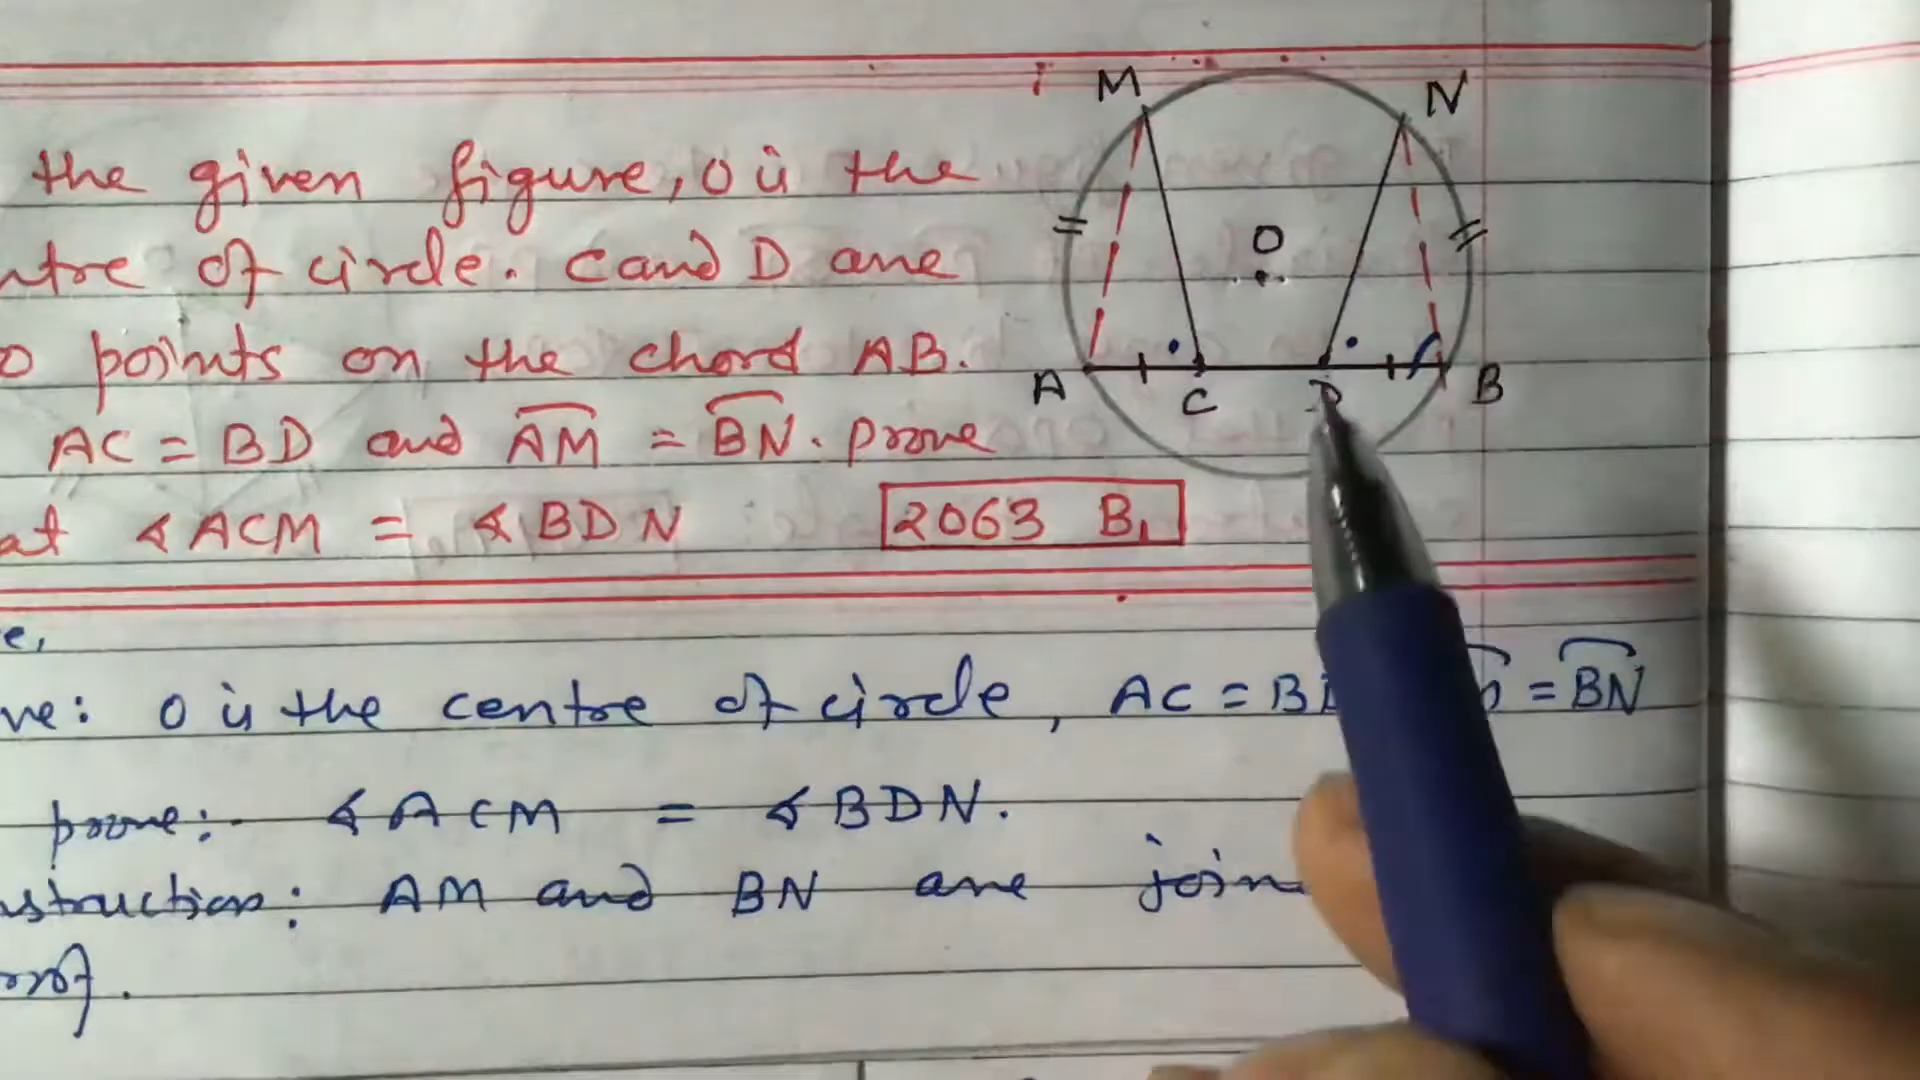 M N
the given figure, O is the
ntre of circle. C and D are
O
o points on the chord AB.
A C D B
AC = BD and AM = BN. prove
at ∢ACM = ∢BDN 2063 B1
e,
ve: O is the centre of circle, AC = B = BN
prove:- ∢ACM = ∢BDN.
nstruction: AM and BN are join
oof.